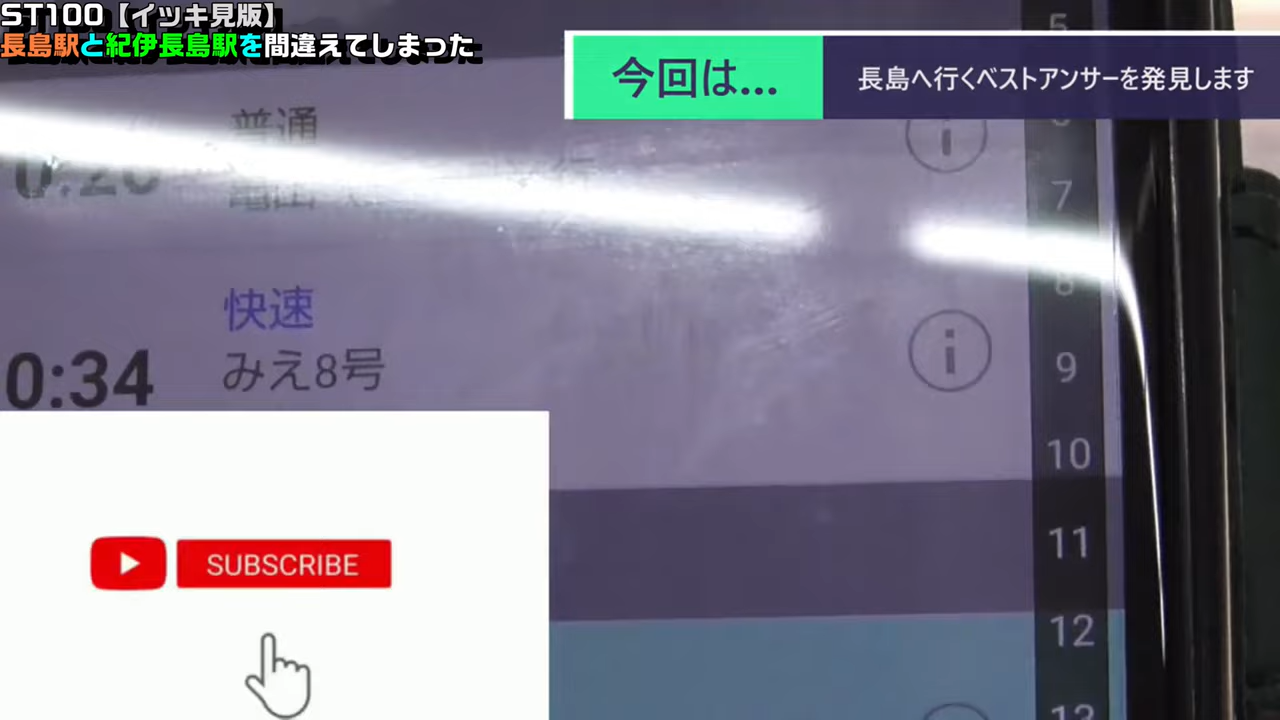 ST100【イッキ見版】
長島駅と紀伊長島駅を間違えてしまった
今回は...
長島へ行くベストアンサーを発見します
5
普通
7
快速
8
0:34
みえ8号
9
10
SUBSCRIBE
11
12
13